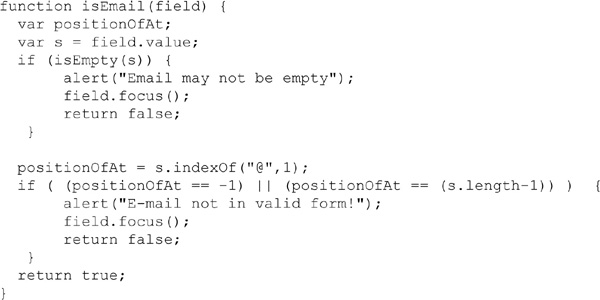 function isEmail(field) {
  var positionOfAt;
  var s = field.value;
  if (isEmpty(s)) {
       alert("Email may not be empty");
       field.focus();
       return false;
   }
  positionOfAt = s.indexOf("@",1);
  if ( (positionOfAt == -1) || (positionOfAt == (s.length-1)) )  {
       alert("E-mail not in valid form!");
       field.focus();
       return false;
   }
  return true;
}